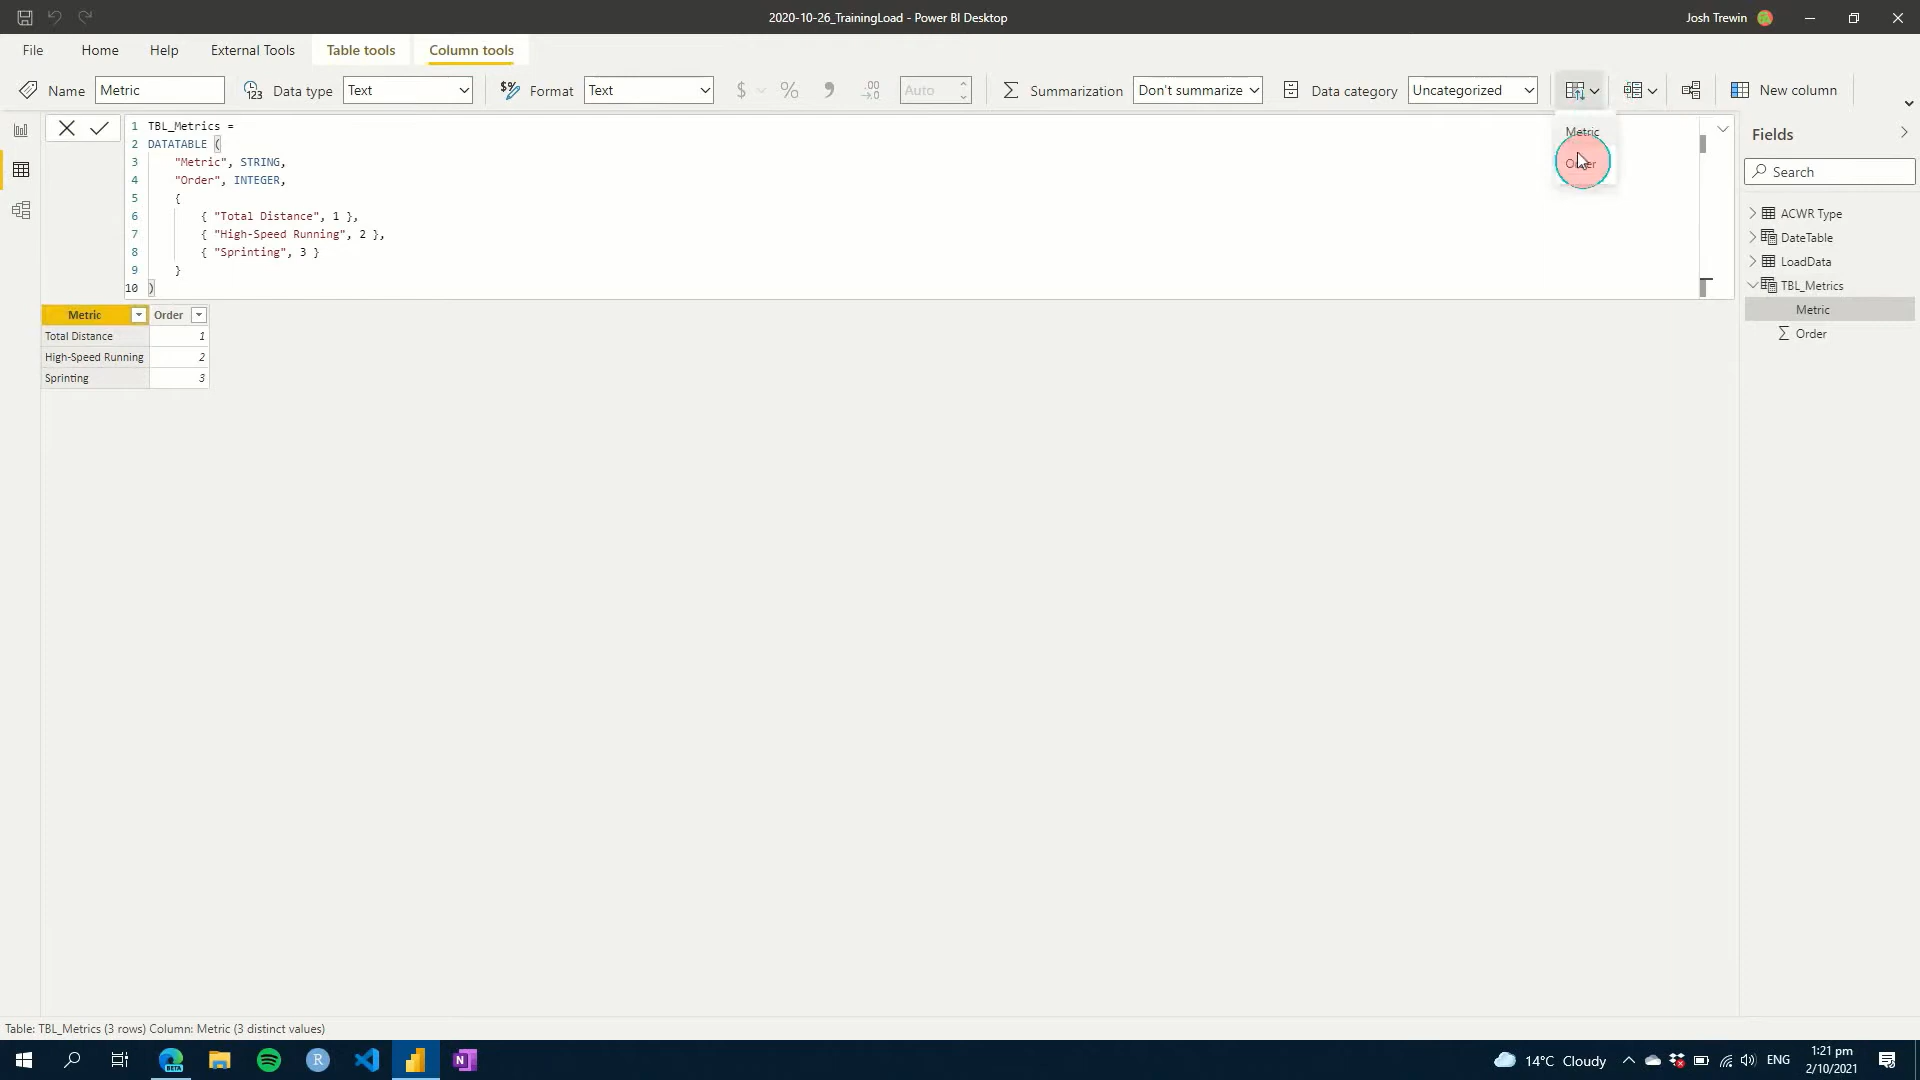 2020-10-26_TrainingLoad - Power BI Desktop
Josh Trewin
File Home Help External Tools Table tools Column tools
Name Metric Data type Text Format Text $ % Auto Summarization Don't summarize Data category Uncategorized New column
Metric
Order
1 TBL_Metrics =
2 DATATABLE (
3 "Metric", STRING,
4 "Order", INTEGER,
5 {
6 { "Total Distance", 1 },
7 { "High-Speed Running", 2 },
8 { "Sprinting", 3 }
9 }
10 )
Metric Order
Total Distance 1
High-Speed Running 2
Sprinting 3
Fields
Search
ACWR Type
DateTable
LoadData
TBL_Metrics
Metric
Order
Table: TBL_Metrics (3 rows) Column: Metric (3 distinct values)
14°C Cloudy
ENG
1:21 pm
2/10/2021